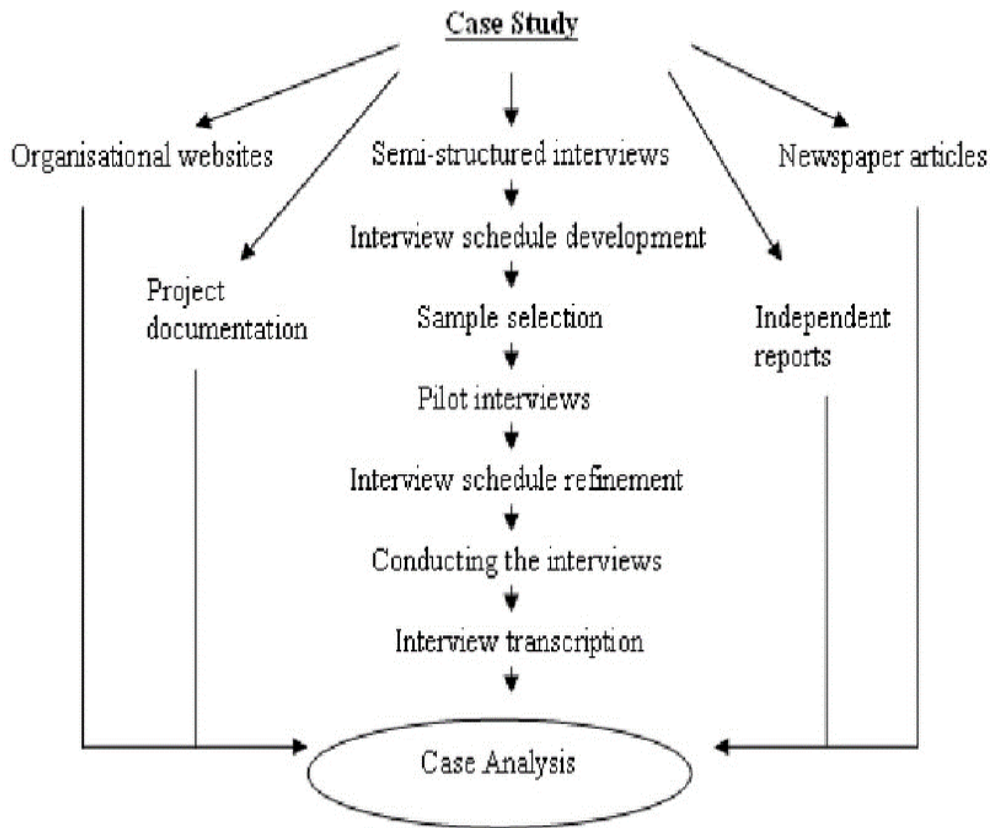 Case Study
Organisational websites
Semi-structured interviews
Newspaper articles
Interview schedule development
Project
documentation
Sample selection
Independent
reports
Pilot interviews
Interview schedule refinement
Conducting the interviews
Interview transcription
Case Analysis